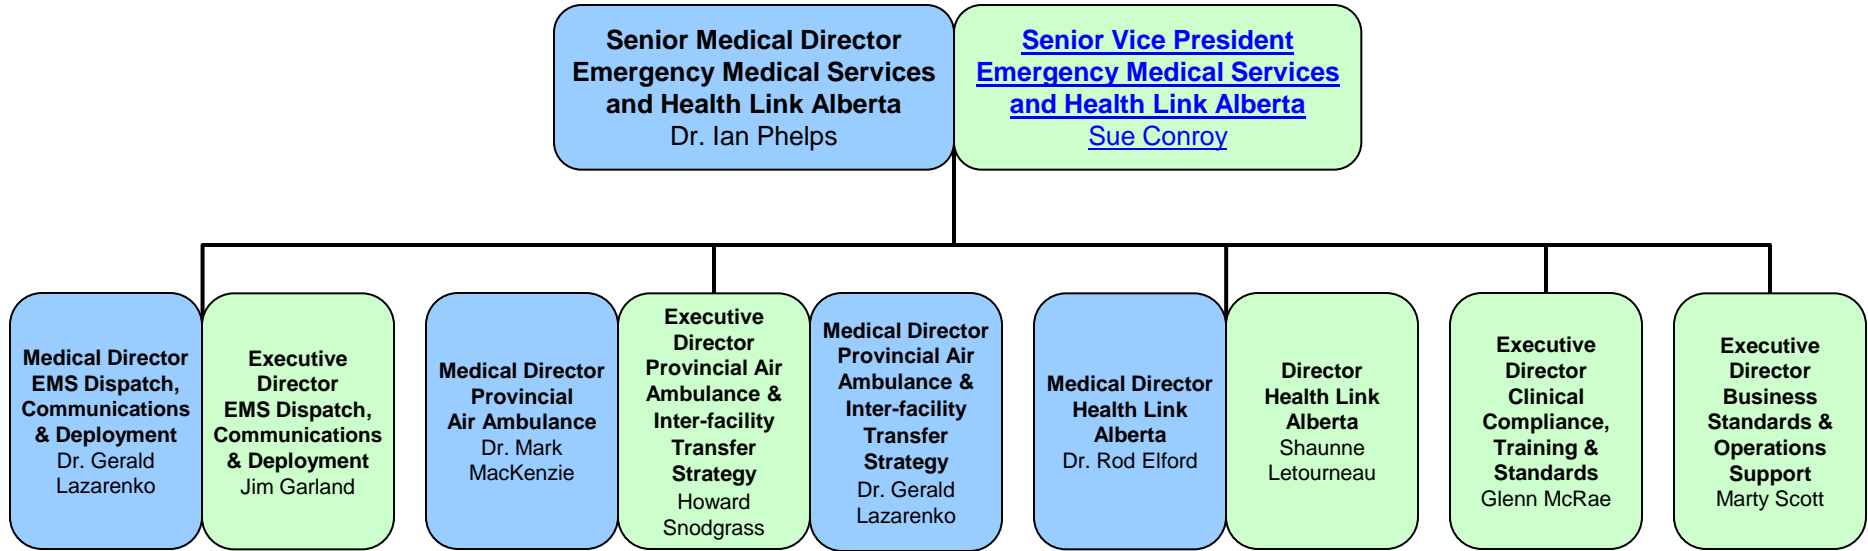 Senior Medical Director
Emergency Medical Services
and Health Link Alberta
Dr. Ian Phelps
Senior Vice President
Emergency Medical Services
and Health Link Alberta
Sue Conroy
Medical Director
EMS Dispatch,
Communications
& Deployment
Dr. Gerald
Lazarenko
Executive
Director
EMS Dispatch,
Communications
& Deployment
Jim Garland
Medical Director
Provincial
Air Ambulance
Dr. Mark
MacKenzie
Executive
Director
Provincial Air
Ambulance &
Inter-facility
Transfer
Strategy
Howard
Snodgrass
Medical Director
Provincial Air
Ambulance &
Inter-facility
Transfer
Strategy
Dr. Gerald
Lazarenko
Medical Director
Health Link
Alberta
Dr. Rod Elford
Director
Health Link
Alberta
Shaunne
Letourneau
Executive
Director
Clinical
Compliance,
Training &
Standards
Glenn McRae
Executive
Director
Business
Standards &
Operations
Support
Marty Scott